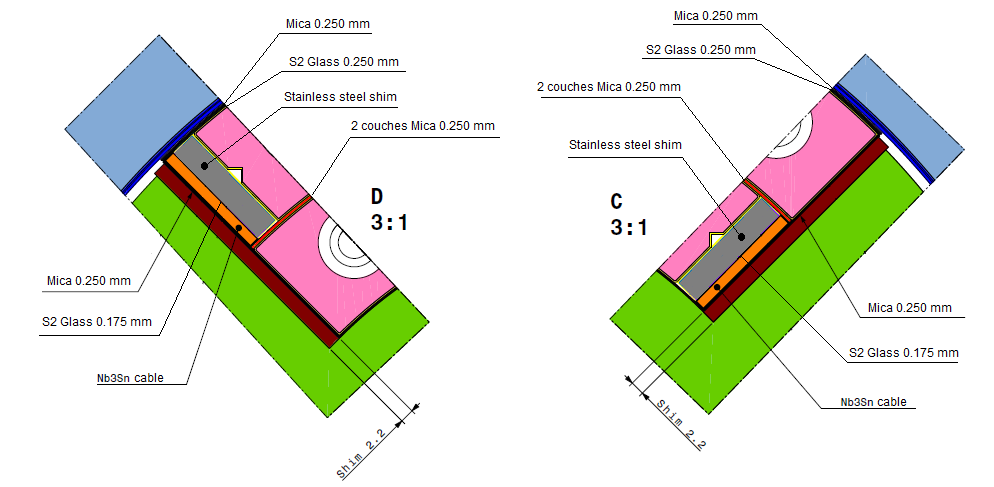 Mica 0.250 mm
S2 Glass 0.250 mm
Stainless steel shim
2 couches Mica 0.250 mm
D
3:1
Mica 0.250 mm
S2 Glass 0.175 mm
Nb3Sn cable
Shim 2.2
Mica 0.250 mm
S2 Glass 0.250 mm
2 couches Mica 0.250 mm
Stainless steel shim
C
3:1
Mica 0.250 mm
S2 Glass 0.175 mm
Nb3Sn cable
Shim 2.2